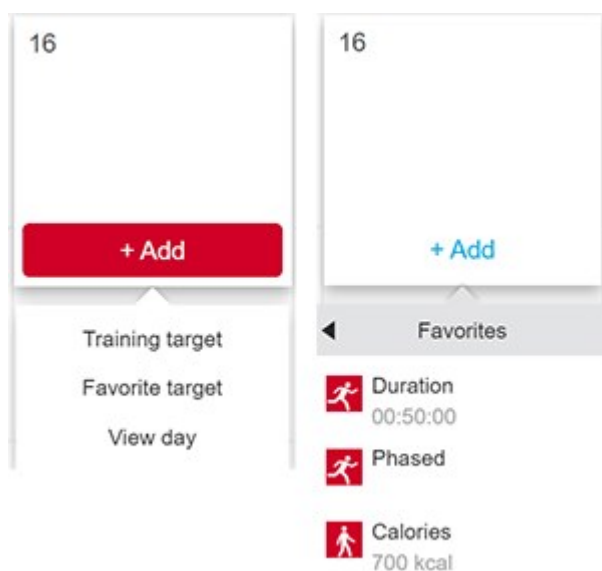 16
+ Add
Training target
Favorite target
View day
16
+ Add
Favorites
Duration
00:50:00
Phased
Calories
700 kcal